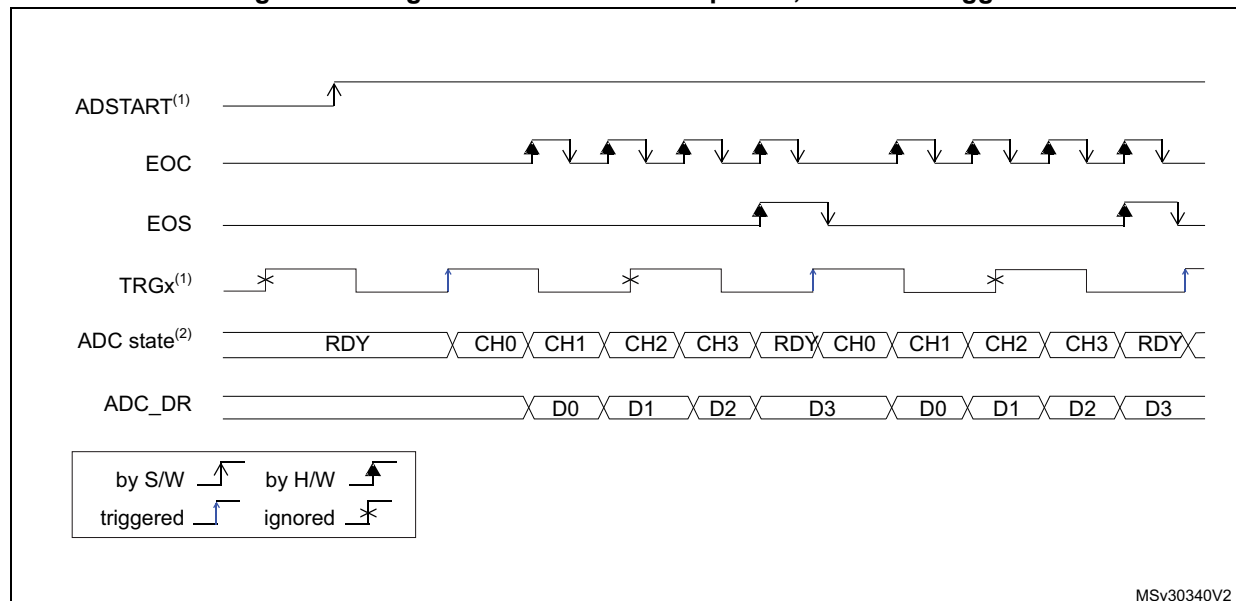 ADSTART(1)
EOC
EOS
TRGx(1)
ADC state(2) RDY CH0 CH1 CH2 CH3 RDY CH0 CH1 CH2 CH3 RDY
ADC_DR D0 D1 D2 D3 D0 D1 D2 D3
by S/W by H/W
triggered ignored
MSv30340V2